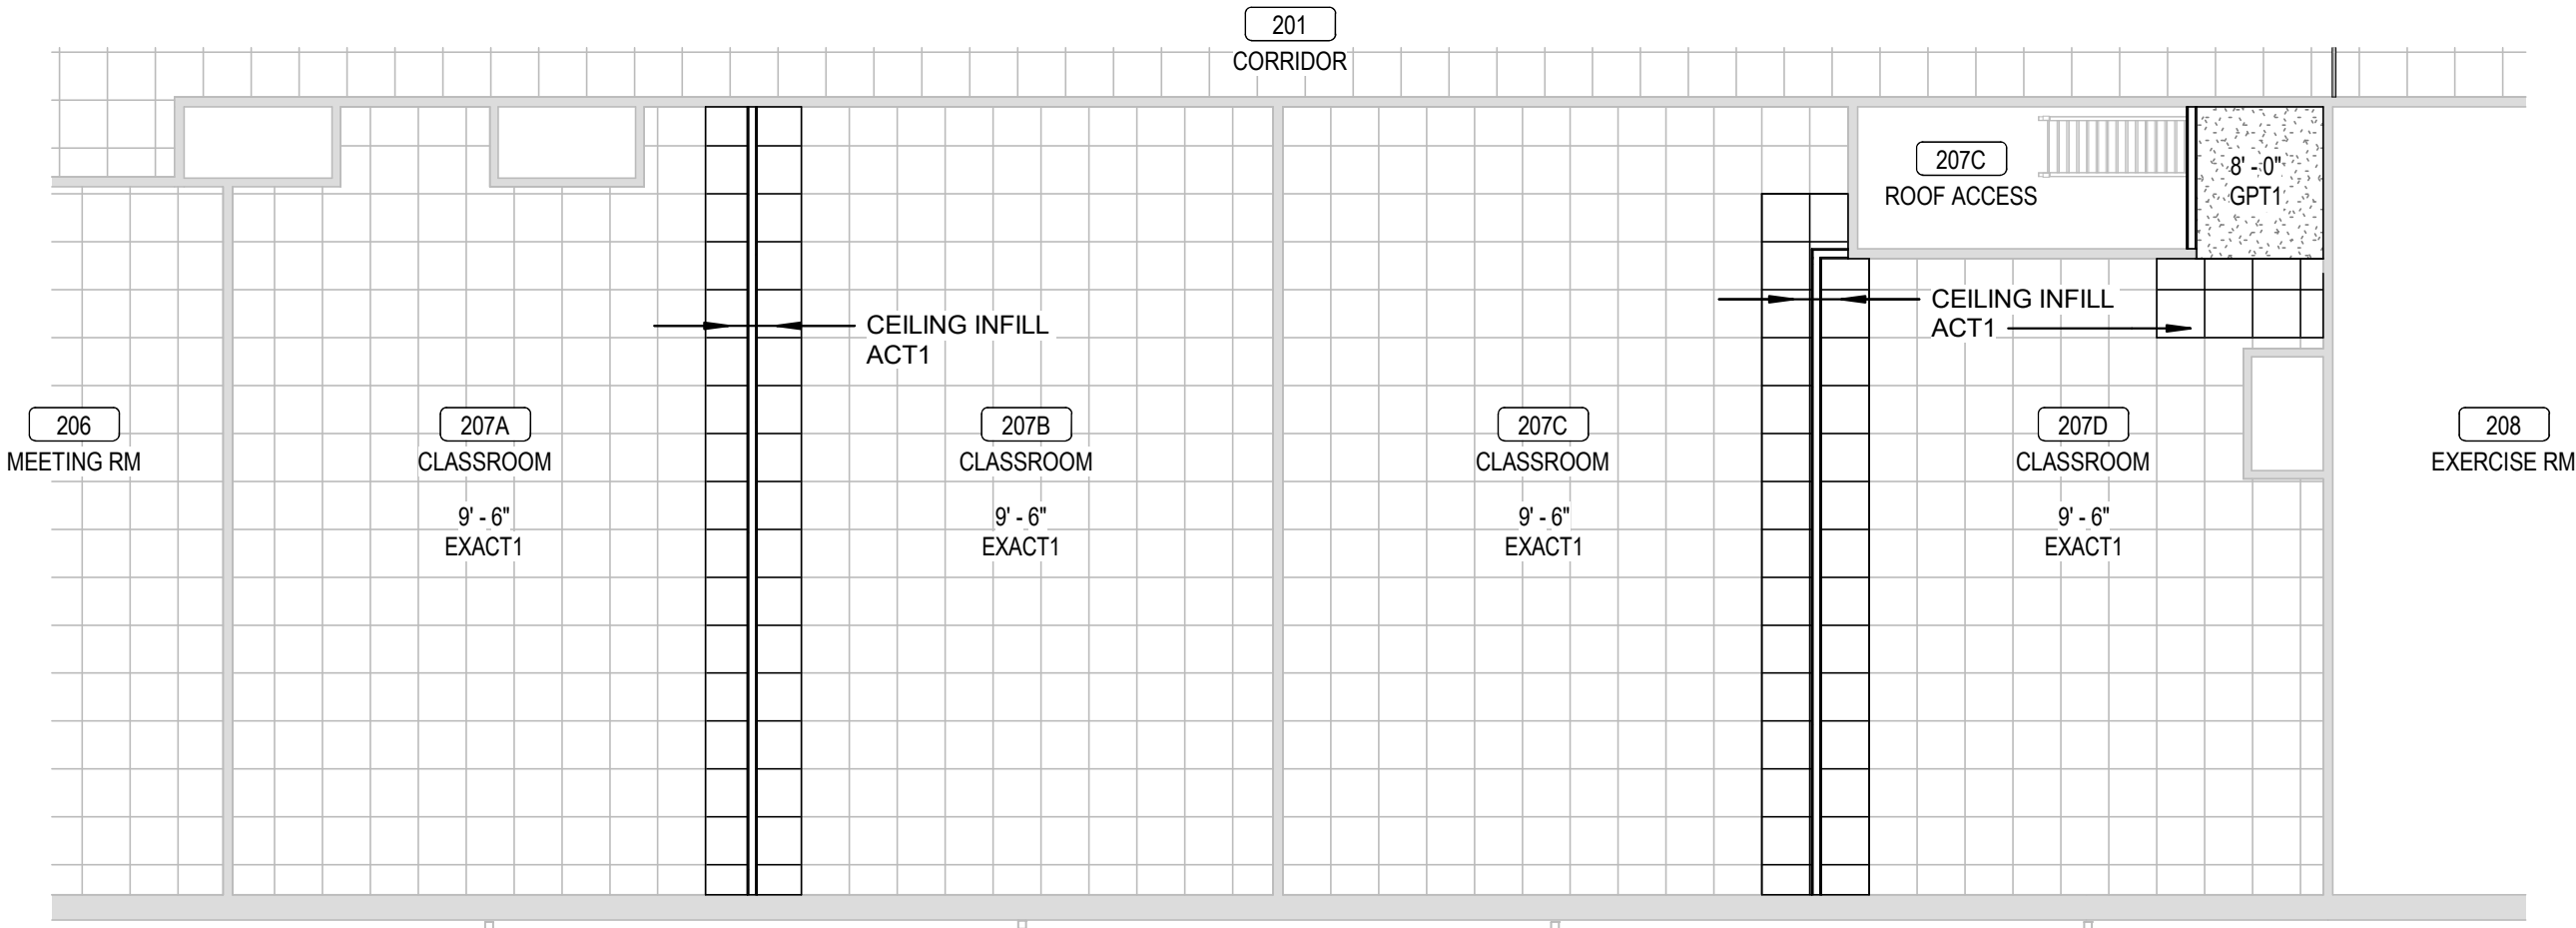 201
CORRIDOR
207C
ROOF ACCESS
8' - 0"
GPT1
CEILING INFILL
ACT1
CEILING INFILL
ACT1
206
MEETING RM
207A
CLASSROOM
9' - 6"
EXACT1
207B
CLASSROOM
9' - 6"
EXACT1
207C
CLASSROOM
9' - 6"
EXACT1
207D
CLASSROOM
9' - 6"
EXACT1
208
EXERCISE RM